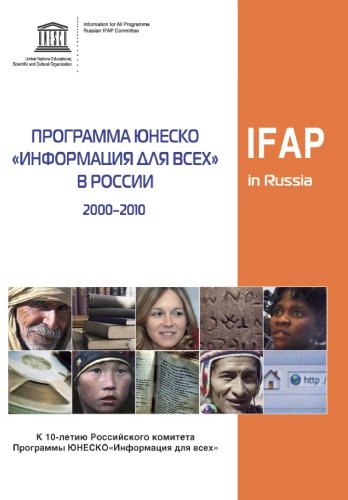 UNESCO
United Nations Educational,
Scientific and Cultural Organization
Information for All Programme
Russian IFAP Committee
ПРОГРАММА ЮНЕСКО
«ИНФОРМАЦИЯ ДЛЯ ВСЕХ»
В РОССИИ
2000–2010
IFAP
in Russia
http:/
К 10-летию Российского комитета
Программы ЮНЕСКО«Информация для всех»